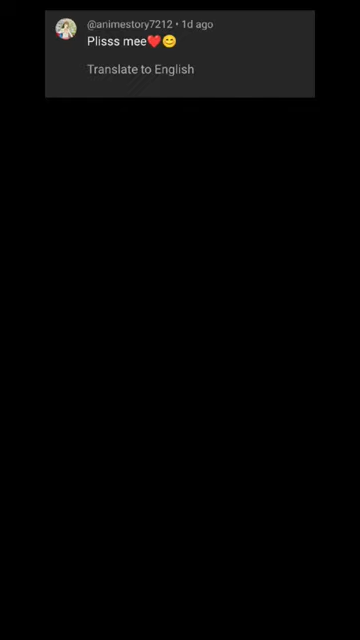 @animestory7212 • 1d ago
Plisss mee❤️😊
Translate to English